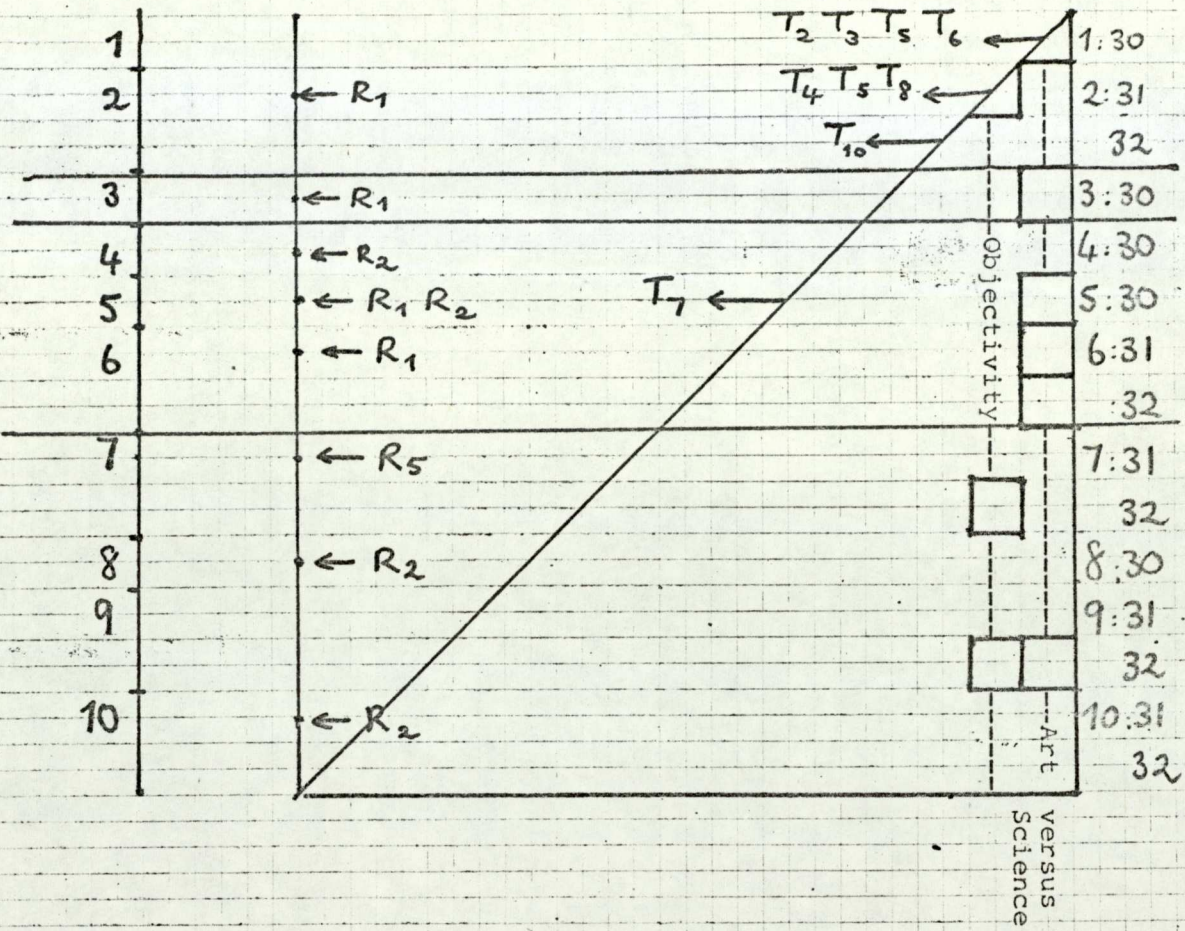 T₂ T₃ T₅ T₆
1 1:30
2 R₁ T₄ T₅ T₈ 2:31
T₁₀ 32
3 R₁ 3:30
4 R₂ 4:30
5 R₁ R₂ T₇ 5:30
6 R₁ 6:31
32
7 R₅ 7:31
32
8 R₂ 8:30
9 9:31
32
10 R₂ 10:31
32
Objectivity
Art
versus
Science